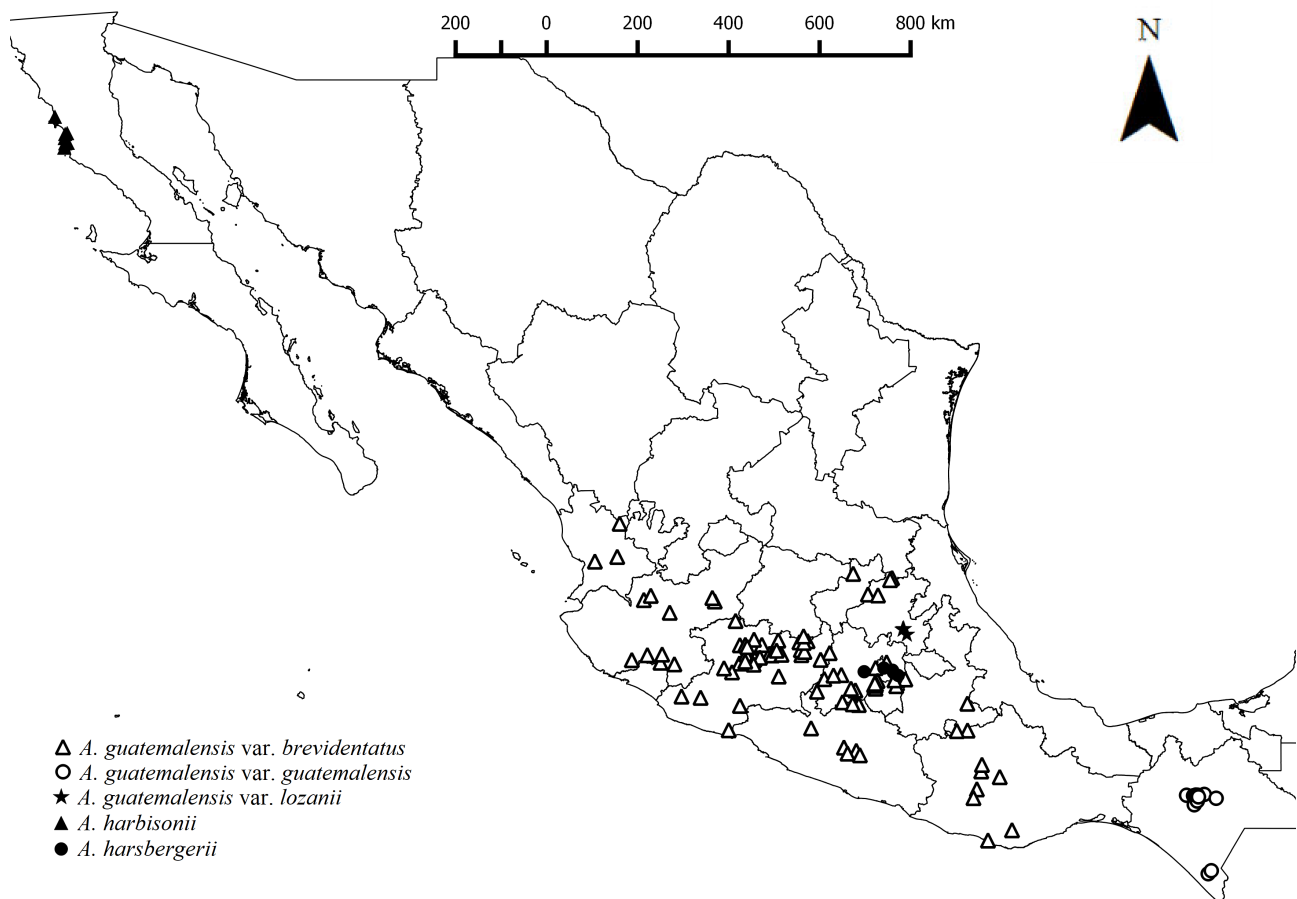 200 0 200 400 600 800 km
N
A. guatemalensis var. brevidentatus
A. guatemalensis var. guatemalensis
A. guatemalensis var. lozanii
A. harbisonii
A. harsbergerii